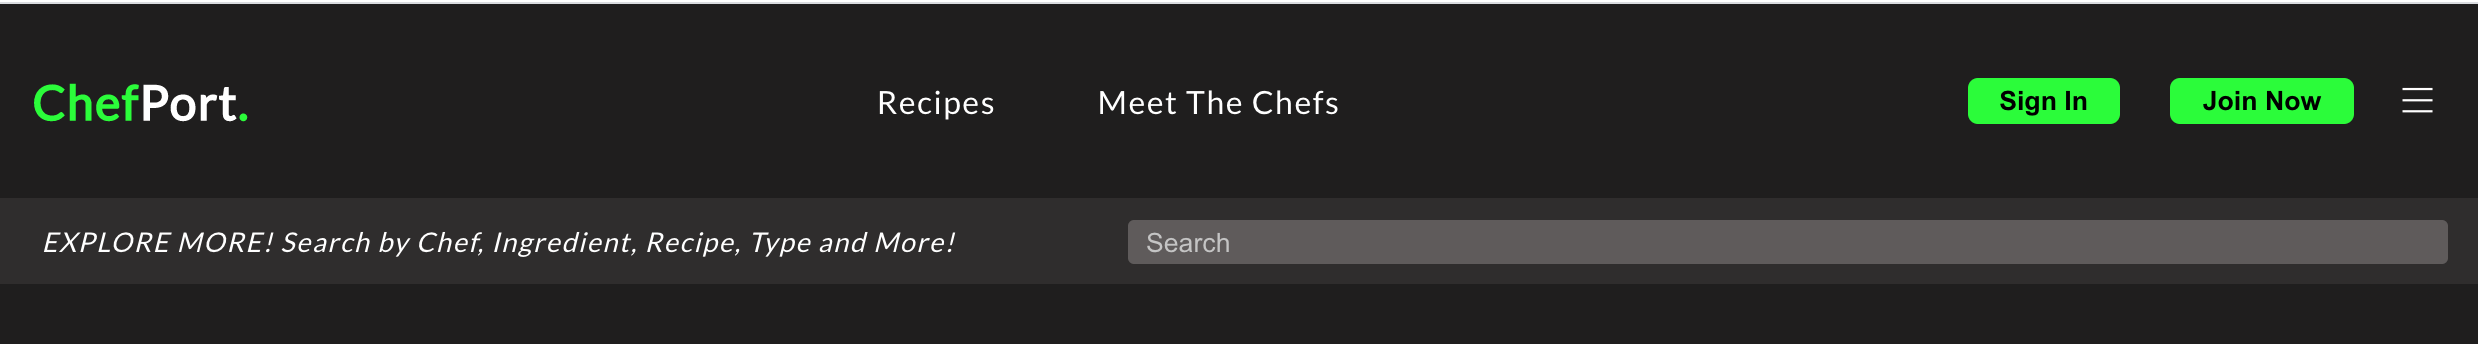 ChefPort.
Recipes
Meet The Chefs
Sign In
Join Now
EXPLORE MORE! Search by Chef, Ingredient, Recipe, Type and More!
Search